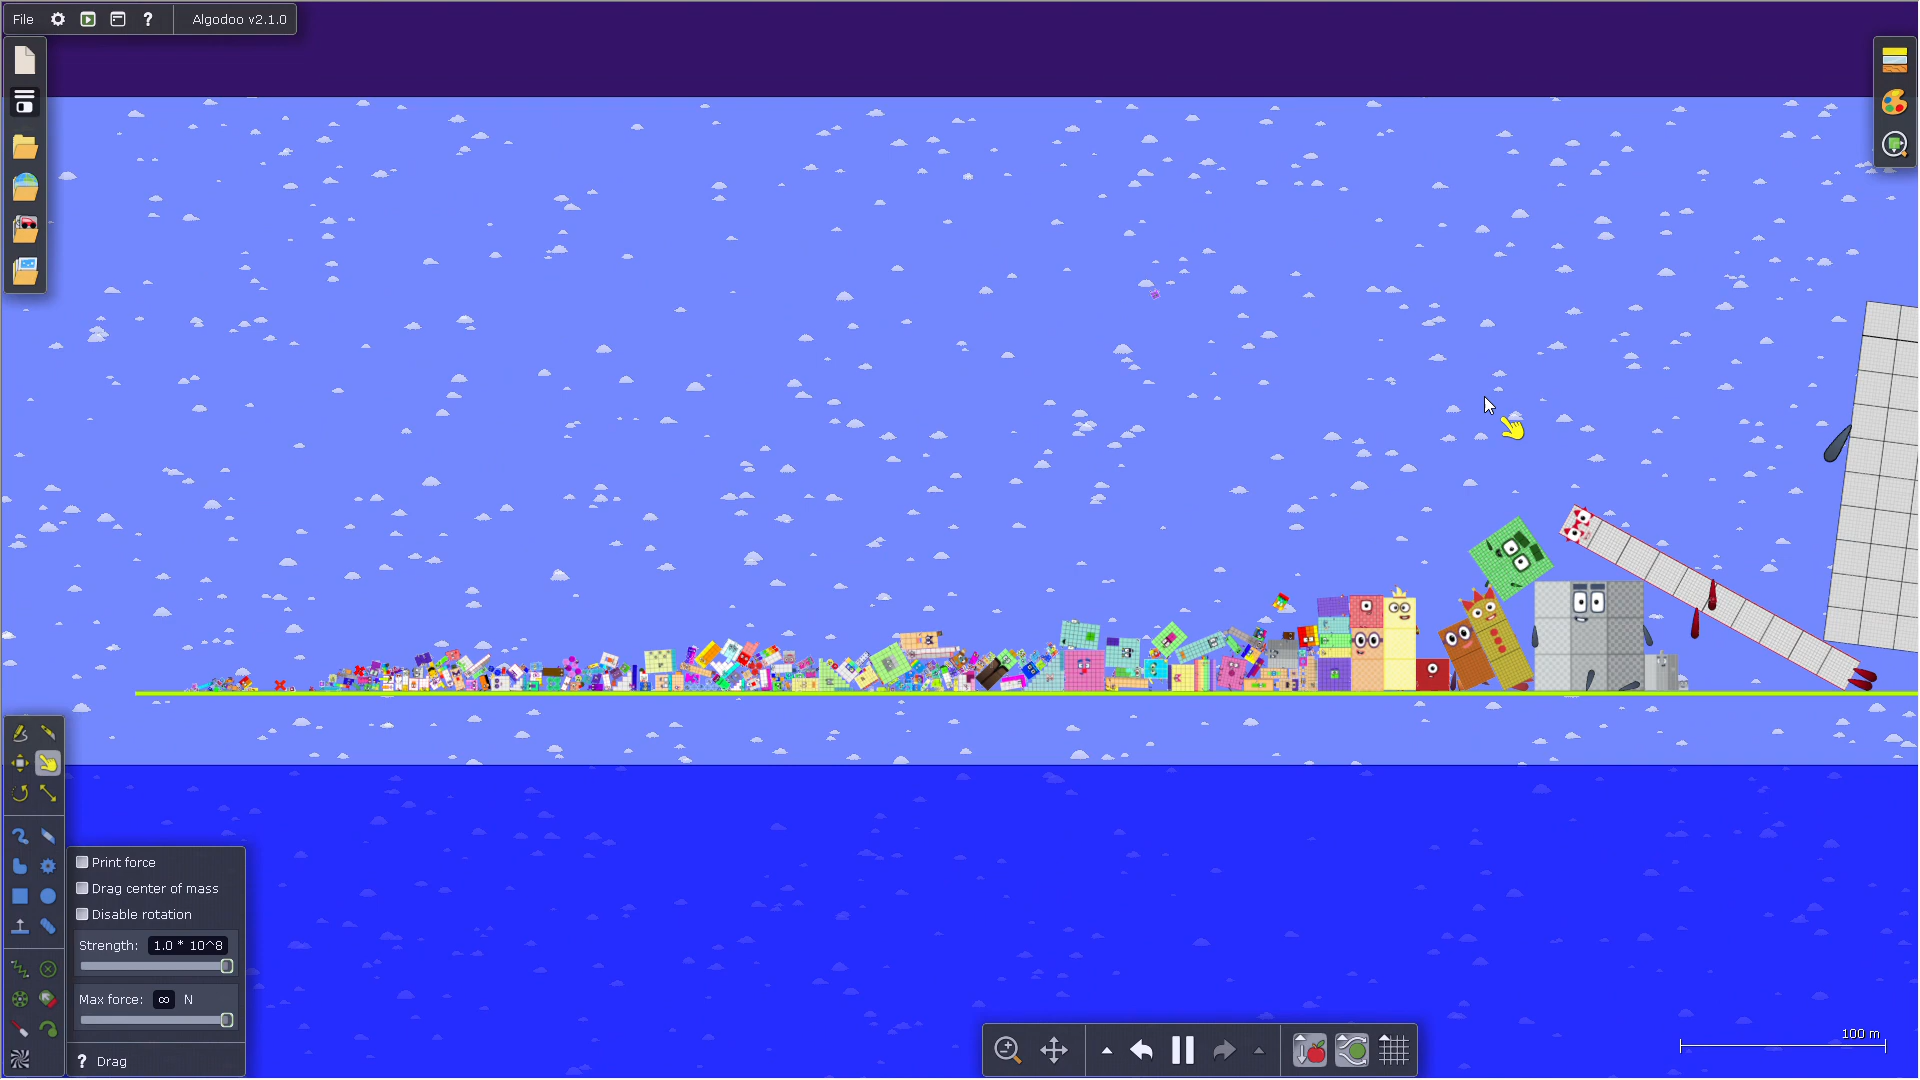 File ? Algodoo v2.1.0
Print force
Drag center of mass
Disable rotation
Strength: 1.0 * 10^8
Max force: ∞ N
? Drag
100 m